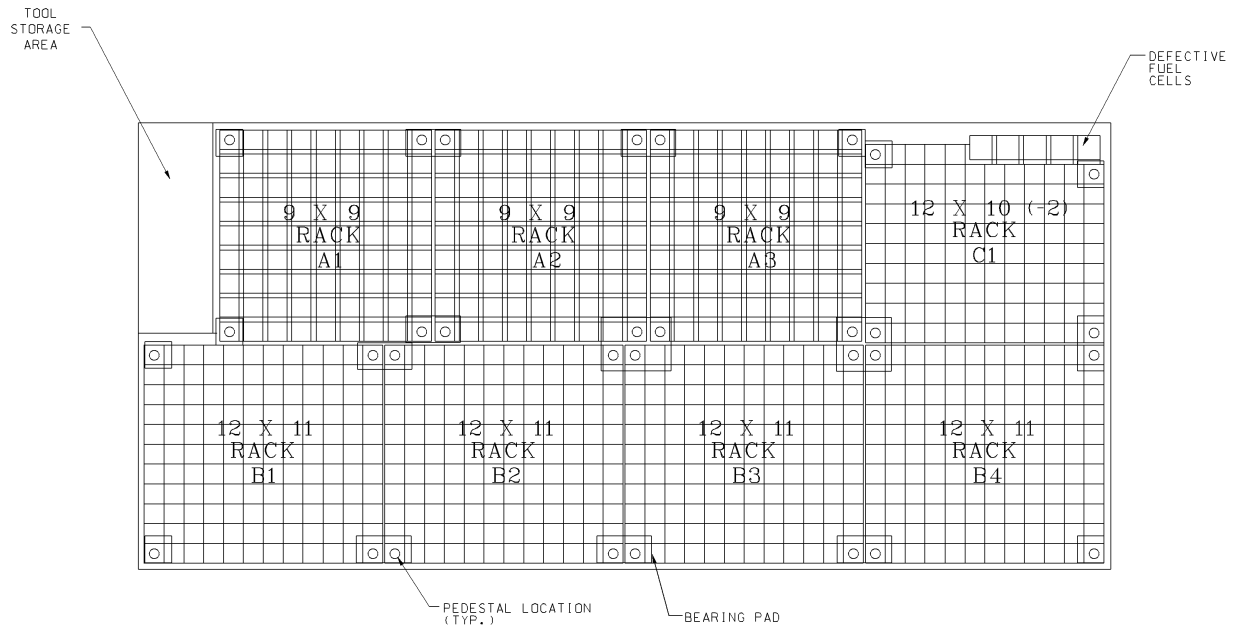 TOOL
STORAGE
AREA
DEFECTIVE
FUEL
CELLS
9 X 9
RACK
A1
9 X 9
RACK
A2
9 X 9
RACK
A3
12 X 10 (-2)
RACK
C1
12 X 11
RACK
B1
12 X 11
RACK
B2
12 X 11
RACK
B3
12 X 11
RACK
B4
PEDESTAL LOCATION
(TYP.)
BEARING PAD